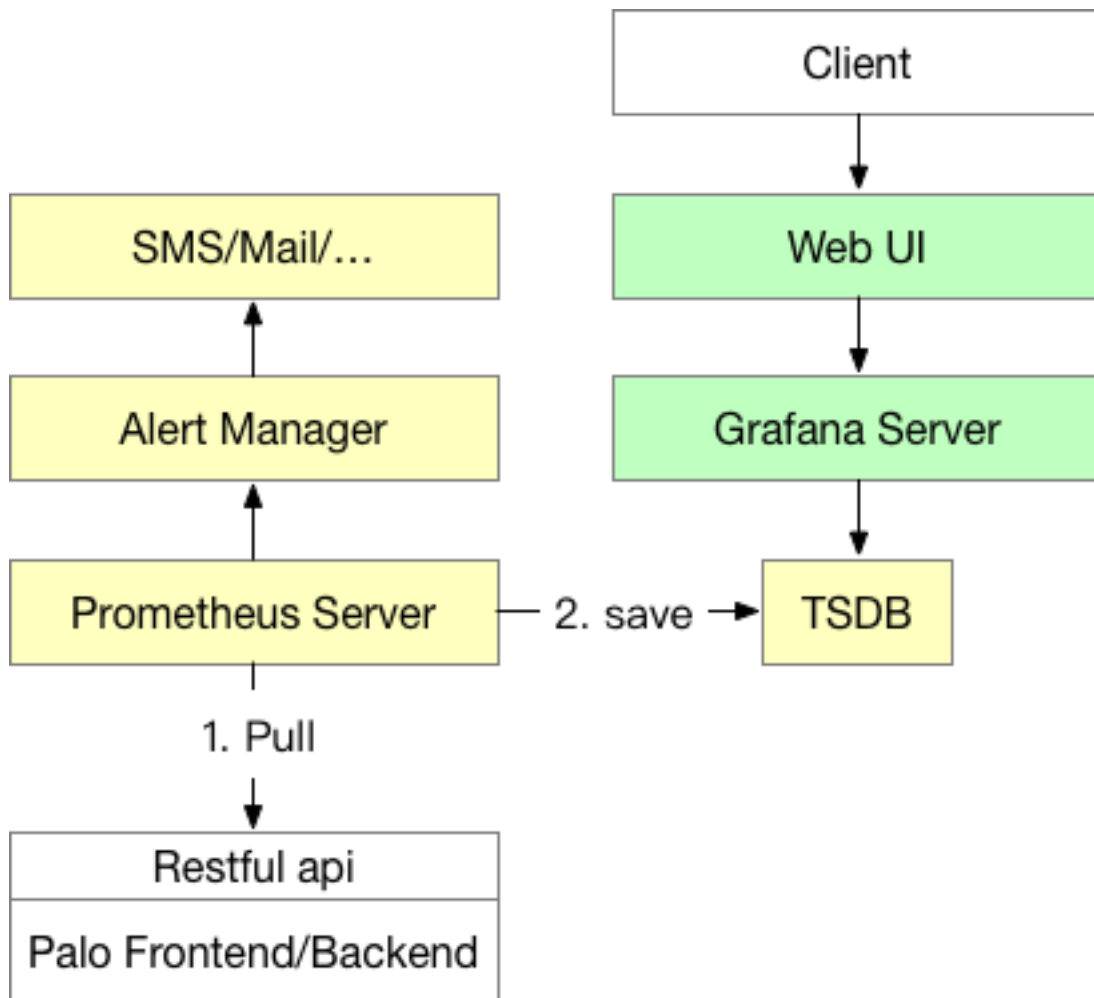 Client
SMS/Mail/...
Web UI
Alert Manager
Grafana Server
Prometheus Server
2. save
TSDB
1. Pull
Restful api
Palo Frontend/Backend